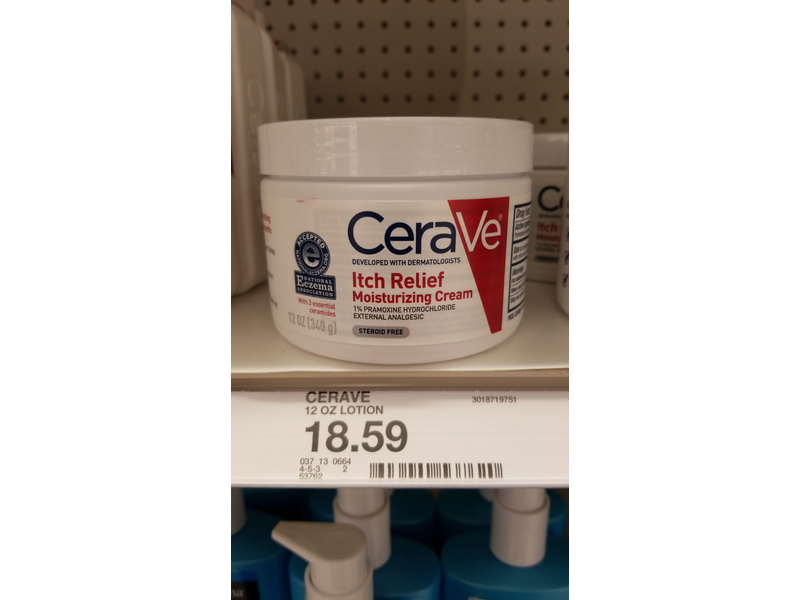 CeraVe
DEVELOPED WITH DERMATOLOGISTS
Itch Relief
Moisturizing Cream
1% PRAMOXINE HYDROCHLORIDE
EXTERNAL ANALGESIC
STEROID FREE
ACCEPTED
e
NATIONAL
Eczema
ASSOCIATION
With 3 essential
ceramides
12 OZ (340 g)
CERAVE
3018719751
12 OZ LOTION
18.59
037 13 0664
4-5-3 2
53762